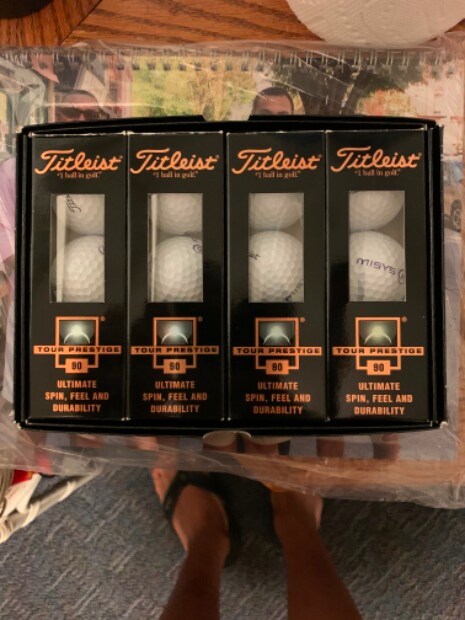 Titleist®
"1 ball in golf."
TOUR PRESTIGE®
90
ULTIMATE
SPIN, FEEL AND
DURABILITY
Titleist®
"1 ball in golf."
TOUR PRESTIGE®
90
ULTIMATE
SPIN, FEEL AND
DURABILITY
Titleist®
"1 ball in golf."
TOUR PRESTIGE®
90
ULTIMATE
SPIN, FEEL AND
DURABILITY
Titleist®
"1 ball in golf."
TOUR PRESTIGE®
90
ULTIMATE
SPIN, FEEL AND
DURABILITY